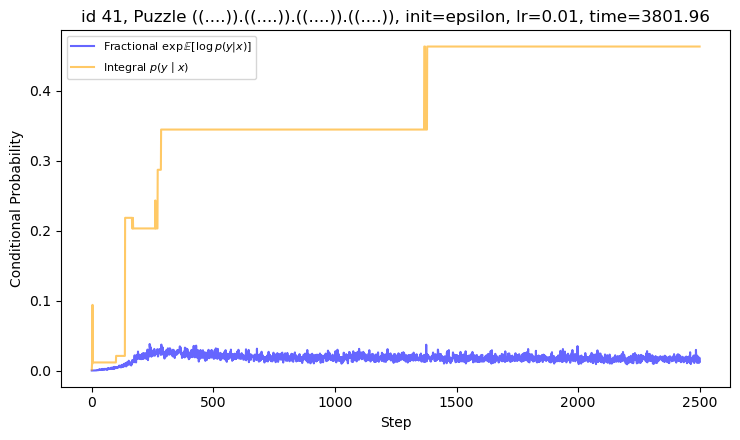 id 41, Puzzle ((....)).((....)).((....)).((....)), init=epsilon, lr=0.01, time=3801.96
Fractional exp𝔼[log p(y|x)]
Integral p(y | x)
Conditional Probability
0.4
0.3
0.2
0.1
0.0
0
500
1000
1500
2000
2500
Step